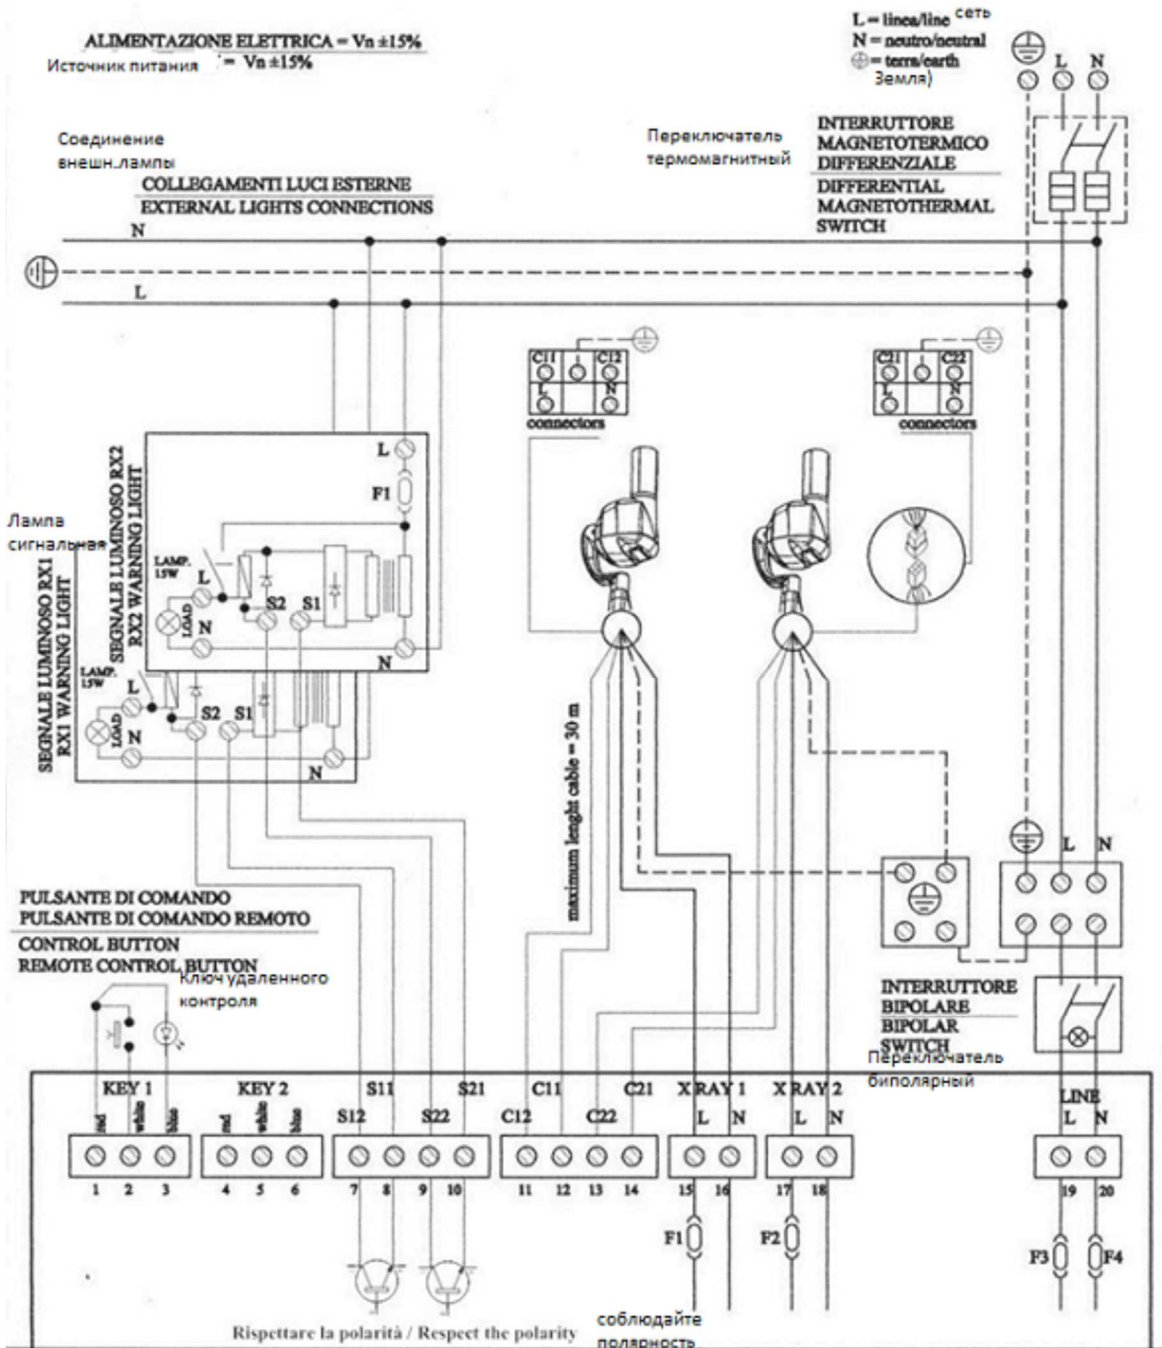 ALIMENTAZIONE ELETTRICA = Vn ±15%
Источник питания = Vn ±15%
L = linea/line сеть
N = neutro/neutral
= terra/earth
Земля)
L N
Соединение
внешн.лампы
COLLEGAMENTI LUCI ESTERNE
EXTERNAL LIGHTS CONNECTIONS
Переключатель
термомагнитный
INTERRUTTORE
MAGNETOTERMICO
DIFFERENZIALE
DIFFERENTIAL
MAGNETOTHERMAL
SWITCH
N
L
C11 C12
L N
connectors
C21 C22
L N
connectors
Лампа
сигнальная
SEGNALE LUMINOSO RX2
RX2 WARNING LIGHT
L
F1
LAMP.
15W
L
S2 S1
LOAD
N
N
SEGNALE LUMINOSO RX1
RX1 WARNING LIGHT
LAMP.
15W
L
S2 S1
LOAD
N
N
maximum lenght cable = 30 m
L N
PULSANTE DI COMANDO
PULSANTE DI COMANDO REMOTO
CONTROL BUTTON
REMOTE CONTROL BUTTON
Ключ удаленного
контроля
INTERRUTTORE
BIPOLARE
BIPOLAR
SWITCH
Переключатель
биполярный
KEY 1 KEY 2 S11 S21 C11 C21 X RAY 1 X RAY 2 LINE
red white blue red white blue S12 S22 C12 C22 L N L N L N
1 2 3 4 5 6 7 8 9 10 11 12 13 14 15 16 17 18 19 20
F1 F2 F3 F4
Rispettare la polarità / Respect the polarity
соблюдайте
полярность